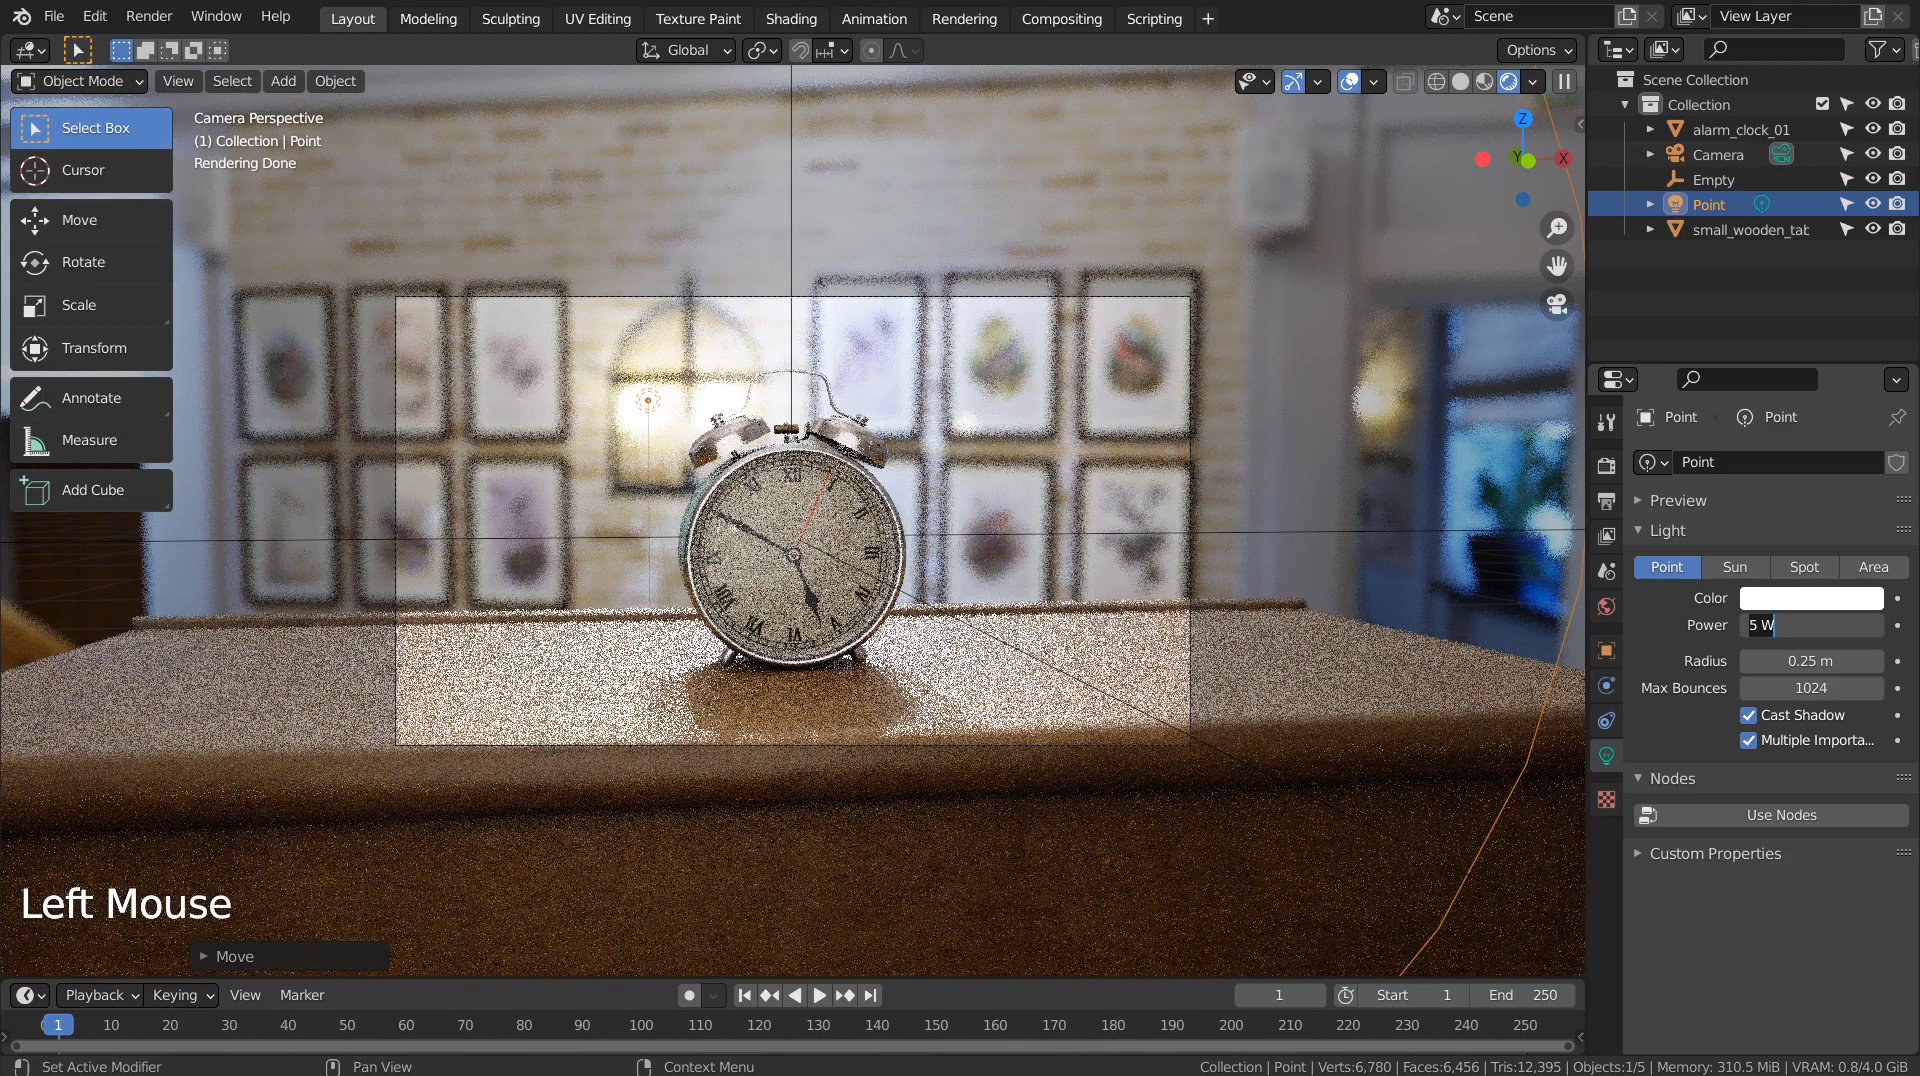 File Edit Render Window Help Layout Modeling Sculpting UV Editing Texture Paint Shading Animation Rendering Compositing Scripting + Scene View Layer
Global Options
Object Mode View Select Add Object
Scene Collection
Select Box
Camera Perspective
(1) Collection | Point
Rendering Done
Z
Y
X
Collection
alarm_clock_01
Camera
Empty
Point
small_wooden_tab
Cursor
Move
Rotate
Scale
Transform
Annotate
Measure
Add Cube
Point Point
Point
Preview
Light
Point Sun Spot Area
Color
Power 5 W
Radius 0.25 m
Max Bounces 1024
Cast Shadow
Multiple Importa...
Nodes
Use Nodes
Custom Properties
Left Mouse
Move
Playback Keying View Marker 1 Start 1 End 250
1 10 20 30 40 50 60 70 80 90 100 110 120 130 140 150 160 170 180 190 200 210 220 230 240 250
Set Active Modifier Pan View Context Menu Collection | Point | Verts:6,780 | Faces:6,456 | Tris:12,395 | Objects:1/5 | Memory: 310.5 MiB | VRAM: 0.8/4.0 GiB